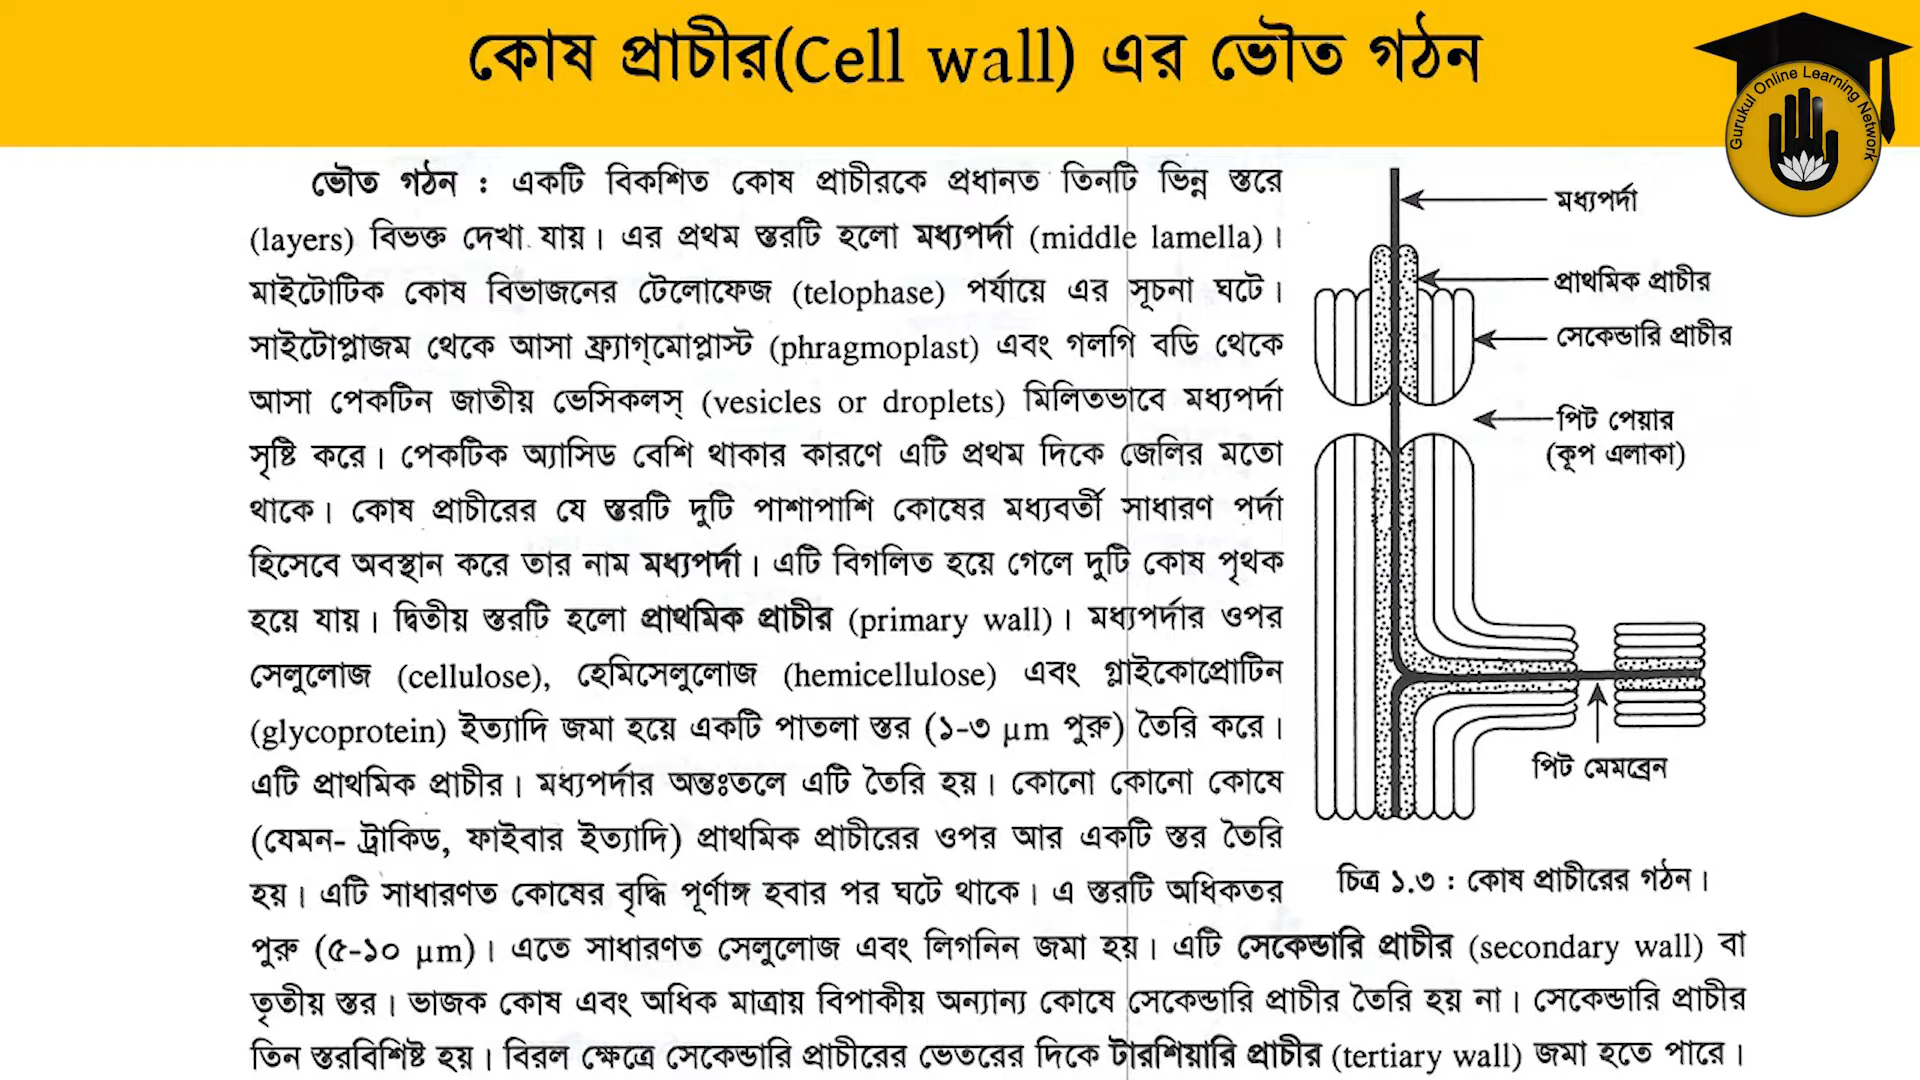 কোষ প্রাচীর(Cell wall) এর ভৌত গঠন
Gurukul Online Learning Network
ভৌত গঠন : একটি বিকশিত কোষ প্রাচীরকে প্রধানত তিনটি ভিন্ন স্তরে
(layers) বিভক্ত দেখা যায়। এর প্রথম স্তরটি হলো মধ্যপর্দা (middle lamella)।
মাইটোটিক কোষ বিভাজনের টেলোফেজ (telophase) পর্যায়ে এর সূচনা ঘটে।
সাইটোপ্লাজম থেকে আসা ফ্র্যাগ্‌মোপ্লাস্ট (phragmoplast) এবং গলগি বডি থেকে
আসা পেকটিন জাতীয় ভেসিকলস্ (vesicles or droplets) মিলিতভাবে মধ্যপর্দা
সৃষ্টি করে। পেকটিক অ্যাসিড বেশি থাকার কারণে এটি প্রথম দিকে জেলির মতো
থাকে। কোষ প্রাচীরের যে স্তরটি দুটি পাশাপাশি কোষের মধ্যবর্তী সাধারণ পর্দা
হিসেবে অবস্থান করে তার নাম মধ্যপর্দা। এটি বিগলিত হয়ে গেলে দুটি কোষ পৃথক
হয়ে যায়। দ্বিতীয় স্তরটি হলো প্রাথমিক প্রাচীর (primary wall)। মধ্যপর্দার ওপর
সেলুলোজ (cellulose), হেমিসেলুলোজ (hemicellulose) এবং গ্লাইকোপ্রোটিন
(glycoprotein) ইত্যাদি জমা হয়ে একটি পাতলা স্তর (১-৩ µm পুরু) তৈরি করে।
এটি প্রাথমিক প্রাচীর। মধ্যপর্দার অন্তঃতলে এটি তৈরি হয়। কোনো কোনো কোষে
(যেমন- ট্রাকিড, ফাইবার ইত্যাদি) প্রাথমিক প্রাচীরের ওপর আর একটি স্তর তৈরি
হয়। এটি সাধারণত কোষের বৃদ্ধি পূর্ণাঙ্গ হবার পর ঘটে থাকে। এ স্তরটি অধিকতর
পুরু (৫-১০ µm)। এতে সাধারণত সেলুলোজ এবং লিগনিন জমা হয়। এটি সেকেন্ডারি প্রাচীর (secondary wall) বা
তৃতীয় স্তর। ভাজক কোষ এবং অধিক মাত্রায় বিপাকীয় অন্যান্য কোষে সেকেন্ডারি প্রাচীর তৈরি হয় না। সেকেন্ডারি প্রাচীর
তিন স্তরবিশিষ্ট হয়। বিরল ক্ষেত্রে সেকেন্ডারি প্রাচীরের ভেতরের দিকে টারশিয়ারি প্রাচীর (tertiary wall) জমা হতে পারে।
মধ্যপর্দা
প্রাথমিক প্রাচীর
সেকেন্ডারি প্রাচীর
পিট পেয়ার
(কূপ এলাকা)
পিট মেমব্রেন
চিত্র ১.৩ : কোষ প্রাচীরের গঠন।